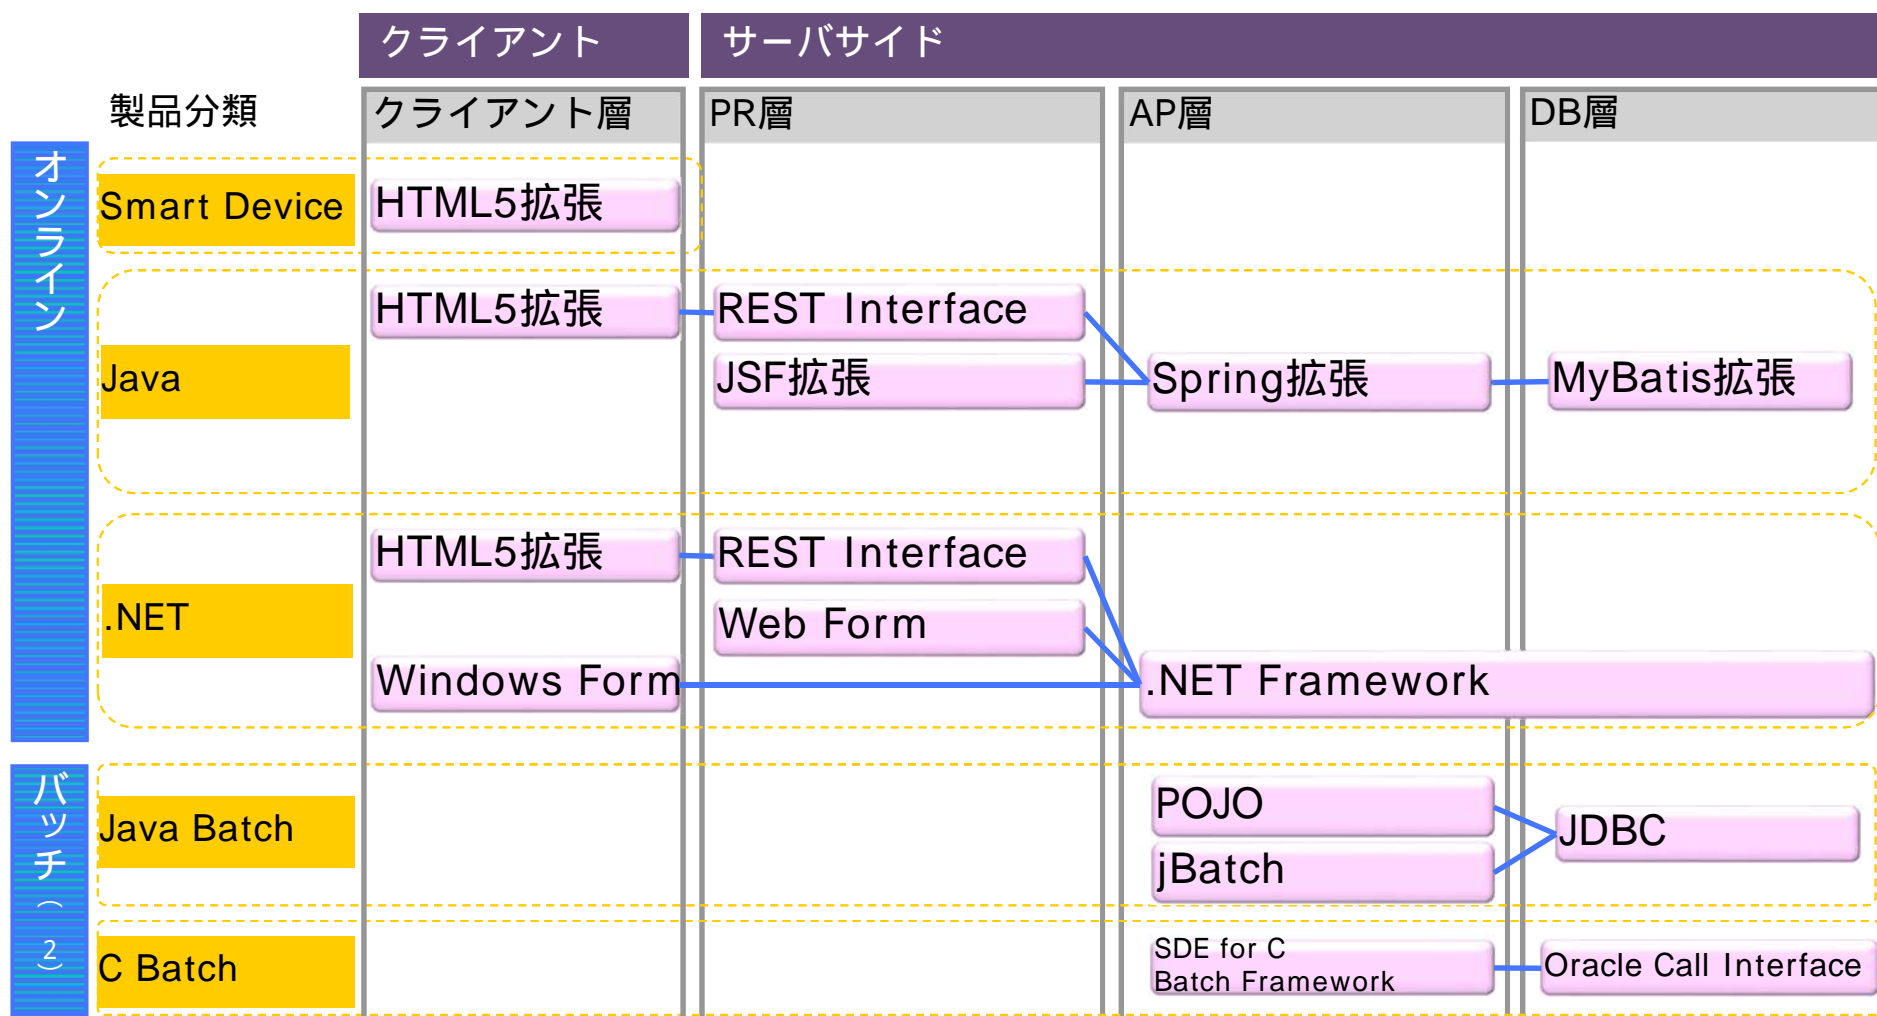 クライアント
サーバサイド
製品分類
クライアント層
PR層
AP層
DB層
オンライン
Smart Device
HTML5拡張
Java
HTML5拡張
REST Interface
JSF拡張
Spring拡張
MyBatis拡張
.NET
HTML5拡張
REST Interface
Web Form
Windows Form
.NET Framework
バッチ( 2)
Java Batch
POJO
jBatch
JDBC
C Batch
SDE for C
Batch Framework
Oracle Call Interface